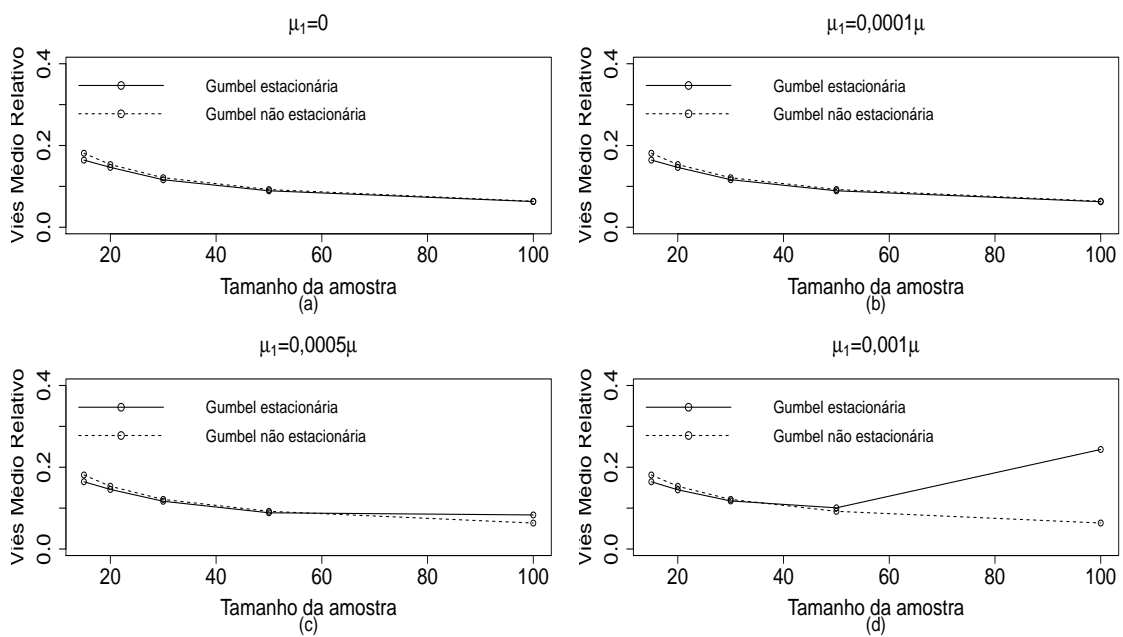 μ₁=0
Viés Médio Relativo
0.0 0.2 0.4
Gumbel estacionária
Gumbel não estacionária
20 40 60 80 100
Tamanho da amostra
(a)
μ₁=0,0001μ
Viés Médio Relativo
0.0 0.2 0.4
Gumbel estacionária
Gumbel não estacionária
20 40 60 80 100
Tamanho da amostra
(b)
μ₁=0,0005μ
Viés Médio Relativo
0.0 0.2 0.4
Gumbel estacionária
Gumbel não estacionária
20 40 60 80 100
Tamanho da amostra
(c)
μ₁=0,001μ
Viés Médio Relativo
0.0 0.2 0.4
Gumbel estacionária
Gumbel não estacionária
20 40 60 80 100
Tamanho da amostra
(d)